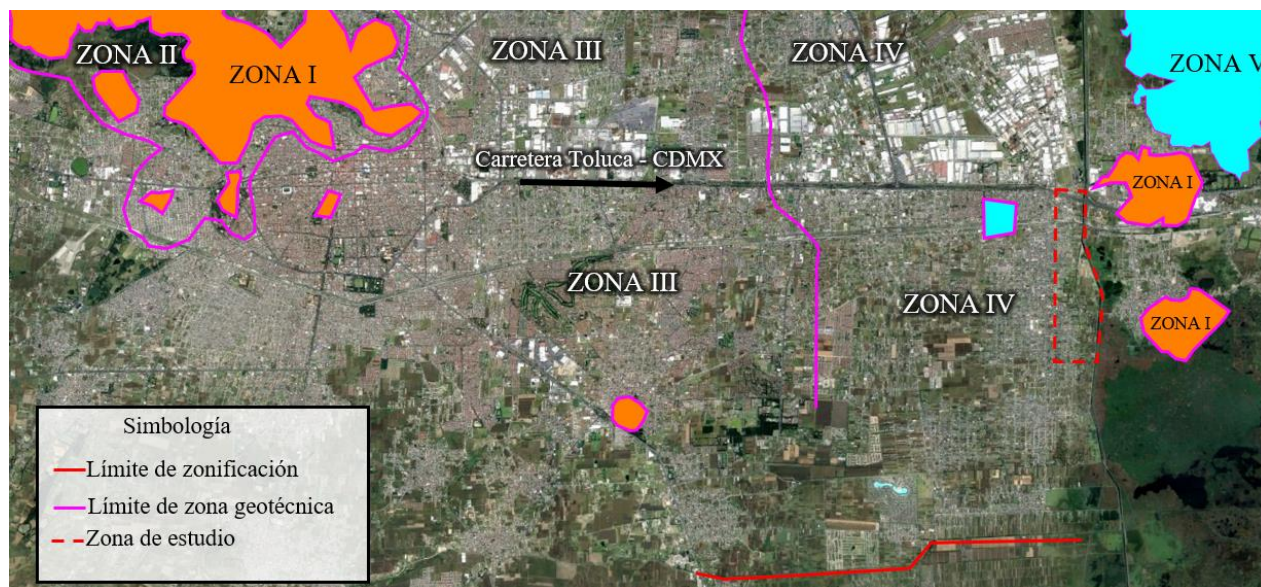 ZONA II
ZONA I
ZONA III
ZONA IV
ZONA V
Carretera Toluca - CDMX
ZONA I
ZONA III
ZONA IV
ZONA I
Simbología
Límite de zonificación
Límite de zona geotécnica
Zona de estudio